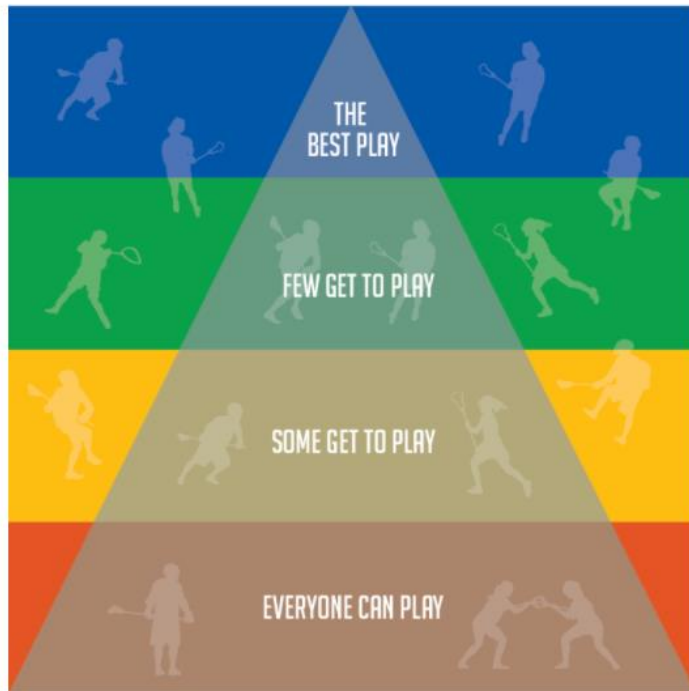 THE
BEST PLAY
FEW GET TO PLAY
SOME GET TO PLAY
EVERYONE CAN PLAY